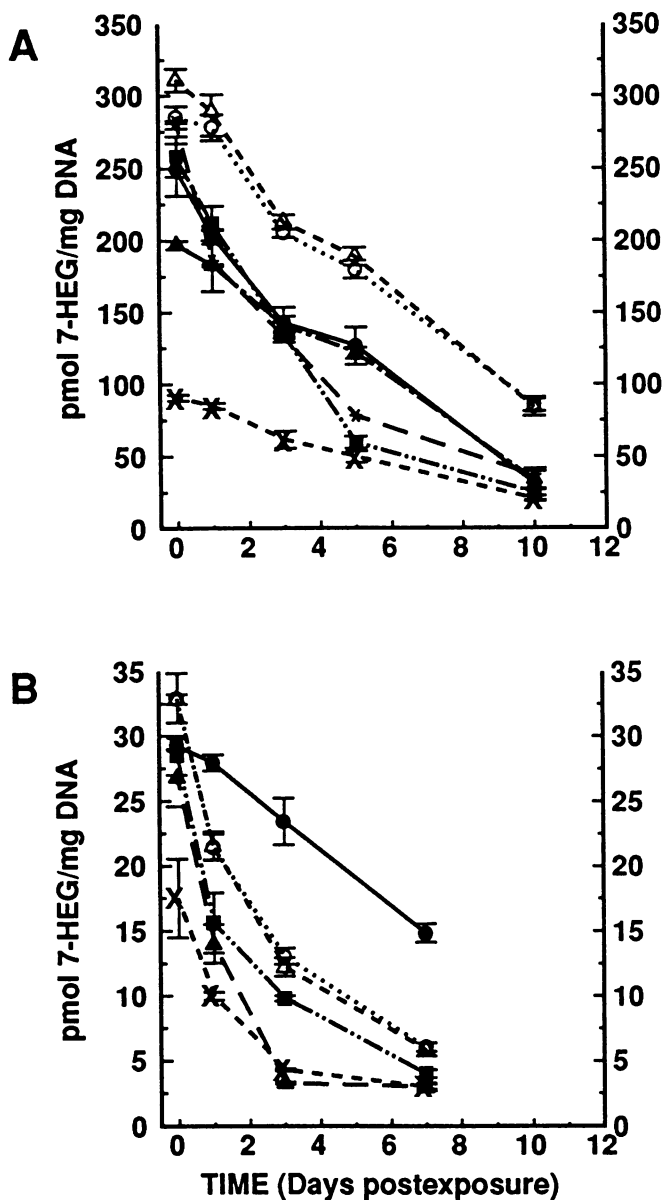 A
pmol 7-HEG/mg DNA
350 350
300 300
250 250
200 200
150 150
100 100
50 50
0 0
0 2 4 6 8 10 12
B
pmol 7-HEG/mg DNA
35 35
30 30
25 25
20 20
15 15
10 10
5 5
0 0
0 2 4 6 8 10 12
TIME (Days postexposure)